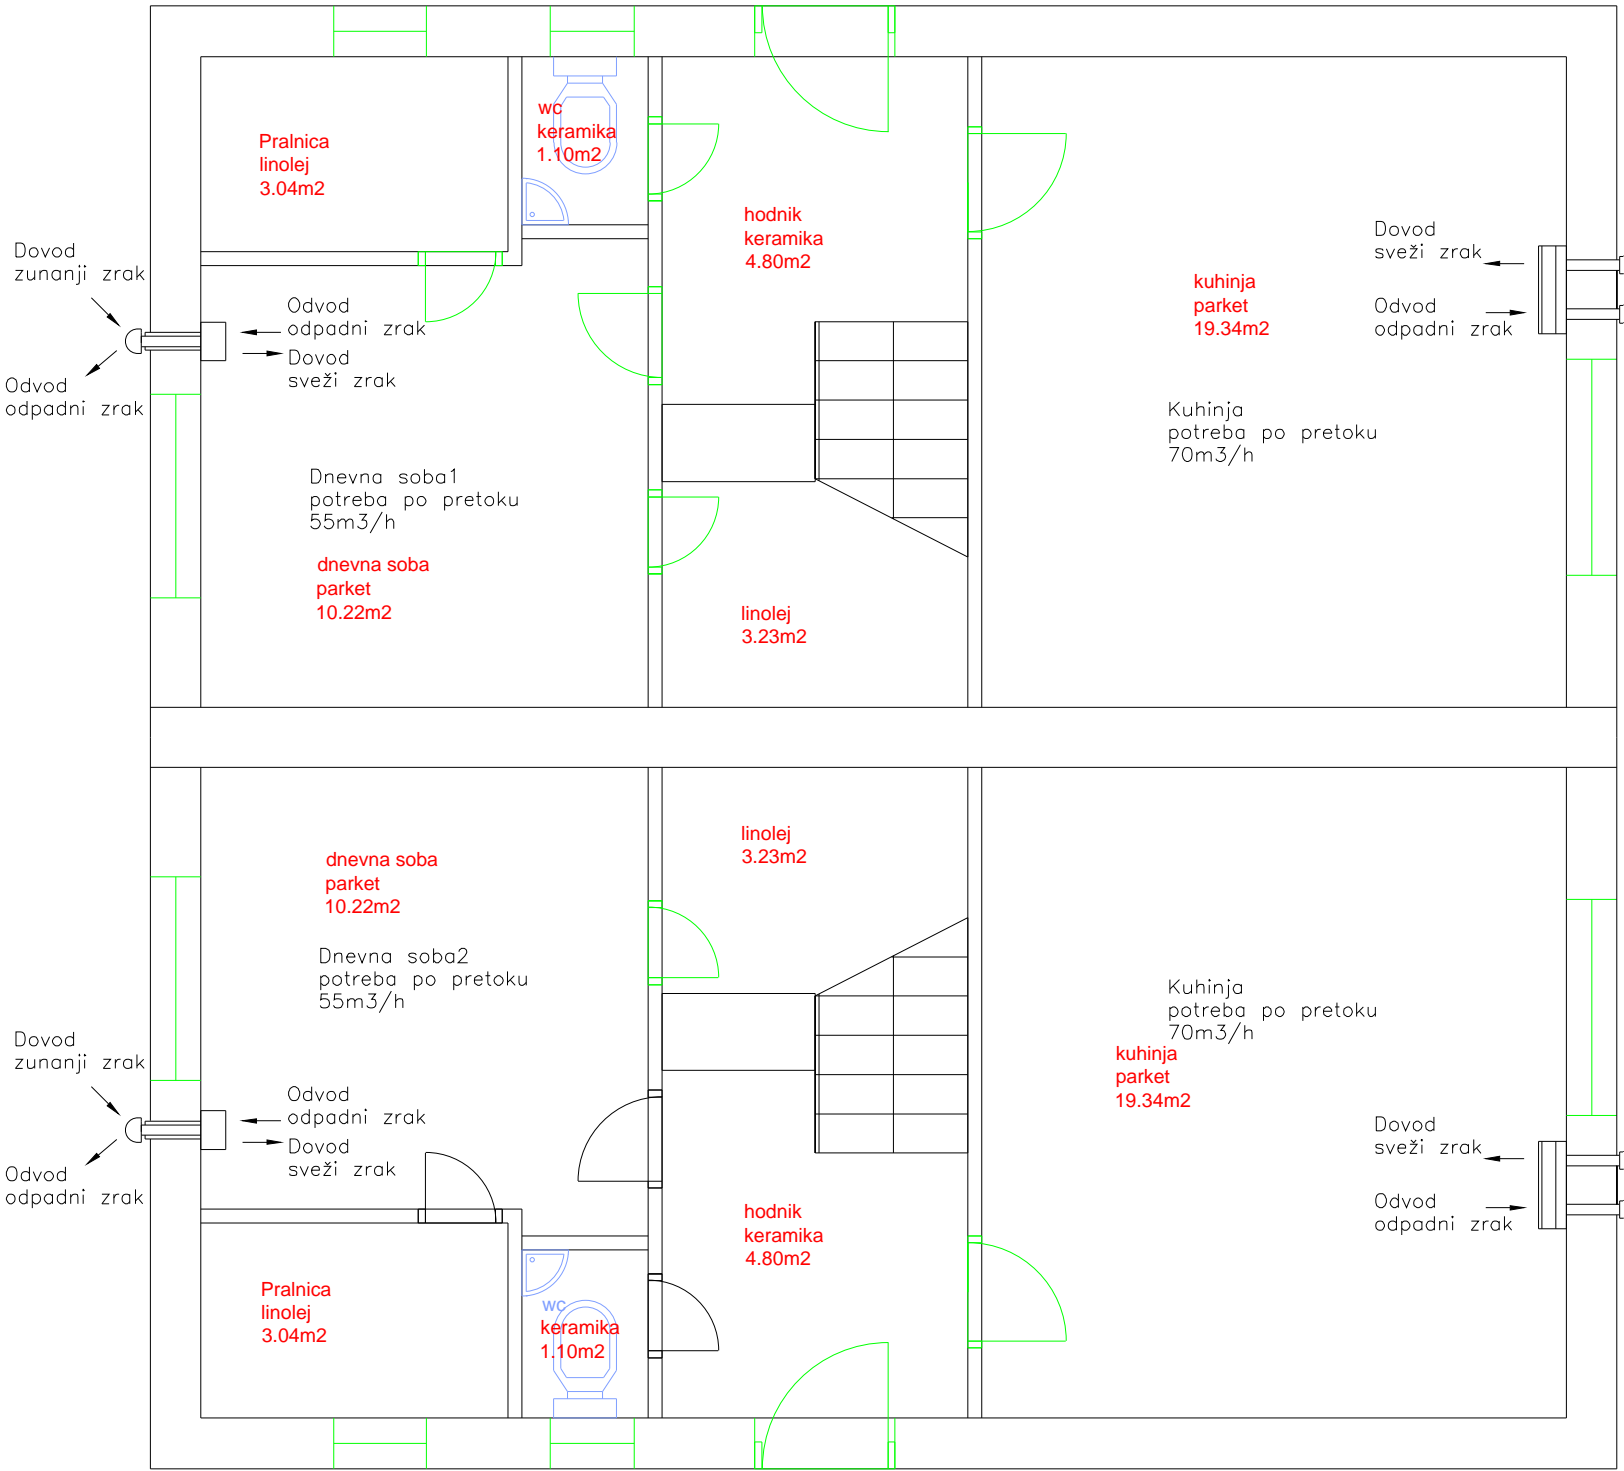 wc
keramika
1.10m2
Pralnica
linolej
3.04m2
hodnik
keramika
4.80m2
Dovod
zunanji zrak
Odvod
odpadni zrak
Dovod
sveži zrak
Odvod
odpadni zrak
Dovod
sveži zrak
Odvod
odpadni zrak
kuhinja
parket
19.34m2
Kuhinja
potreba po pretoku
70m3/h
Dnevna soba1
potreba po pretoku
55m3/h
dnevna soba
parket
10.22m2
linolej
3.23m2
linolej
3.23m2
dnevna soba
parket
10.22m2
Dnevna soba2
potreba po pretoku
55m3/h
Kuhinja
potreba po pretoku
70m3/h
kuhinja
parket
19.34m2
Dovod
zunanji zrak
Odvod
odpadni zrak
Odvod
odpadni zrak
Dovod
sveži zrak
Dovod
sveži zrak
Odvod
odpadni zrak
hodnik
keramika
4.80m2
Pralnica
linolej
3.04m2
wc
keramika
1.10m2